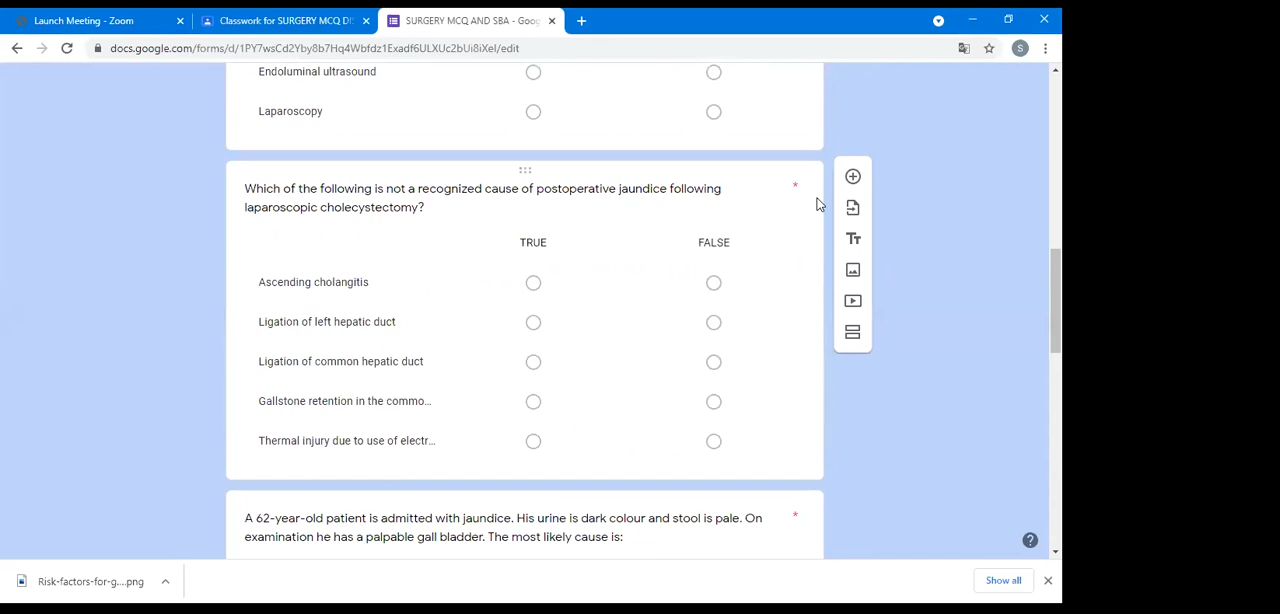 Launch Meeting - Zoom
Classwork for SURGERY MCQ DI
SURGERY MCQ AND SBA - Goog
docs.google.com/forms/d/1PY7wsCd2Yby8b7Hq4Wbfdz1Exadf6ULXUc2bUi8iXeI/edit
S
Endoluminal ultrasound
Laparoscopy
Which of the following is not a recognized cause of postoperative jaundice following *
laparoscopic cholecystectomy?
TRUE FALSE
Ascending cholangitis
Ligation of left hepatic duct
Ligation of common hepatic duct
Gallstone retention in the commo...
Thermal injury due to use of electr...
A 62-year-old patient is admitted with jaundice. His urine is dark colour and stool is pale. On *
examination he has a palpable gall bladder. The most likely cause is:
Tт
Risk-factors-for-g....png
Show all